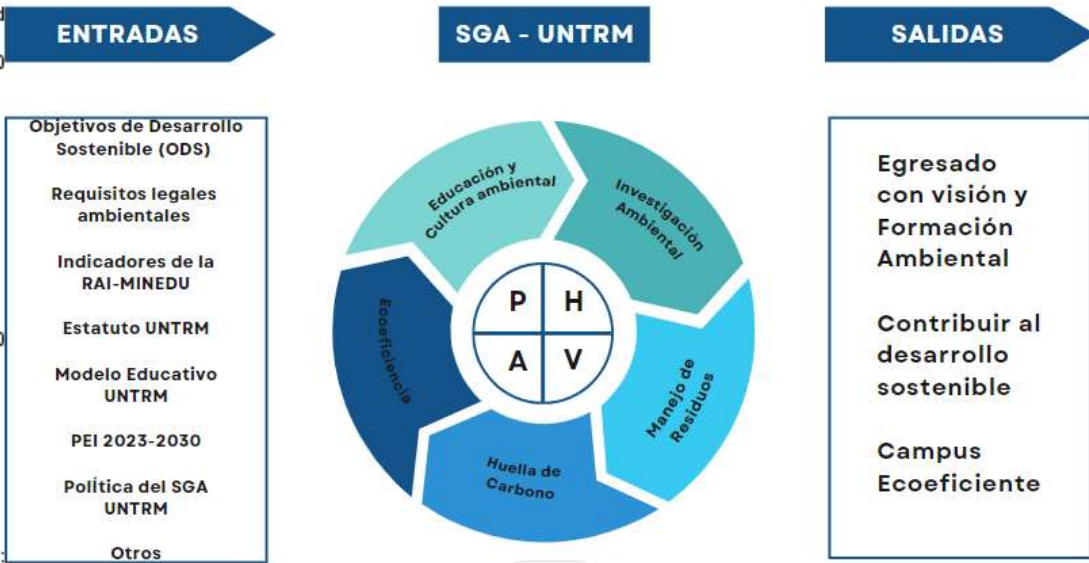 ENTRADAS
Objetivos de Desarrollo
Sostenible (ODS)
Requisitos legales
ambientales
Indicadores de la
RAI-MINEDU
Estatuto UNTRM
Modelo Educativo
UNTRM
PEI 2023-2030
Política del SGA
UNTRM
Otros
SGA - UNTRM
Educación y
Cultura ambiental
Investigación
Ambiental
Manejo de
Residuos
Huella de
Carbono
Ecoeficiencia
P H
A V
SALIDAS
Egresado
con visión y
Formación
Ambiental
Contribuir al
desarrollo
sostenible
Campus
Ecoeficiente